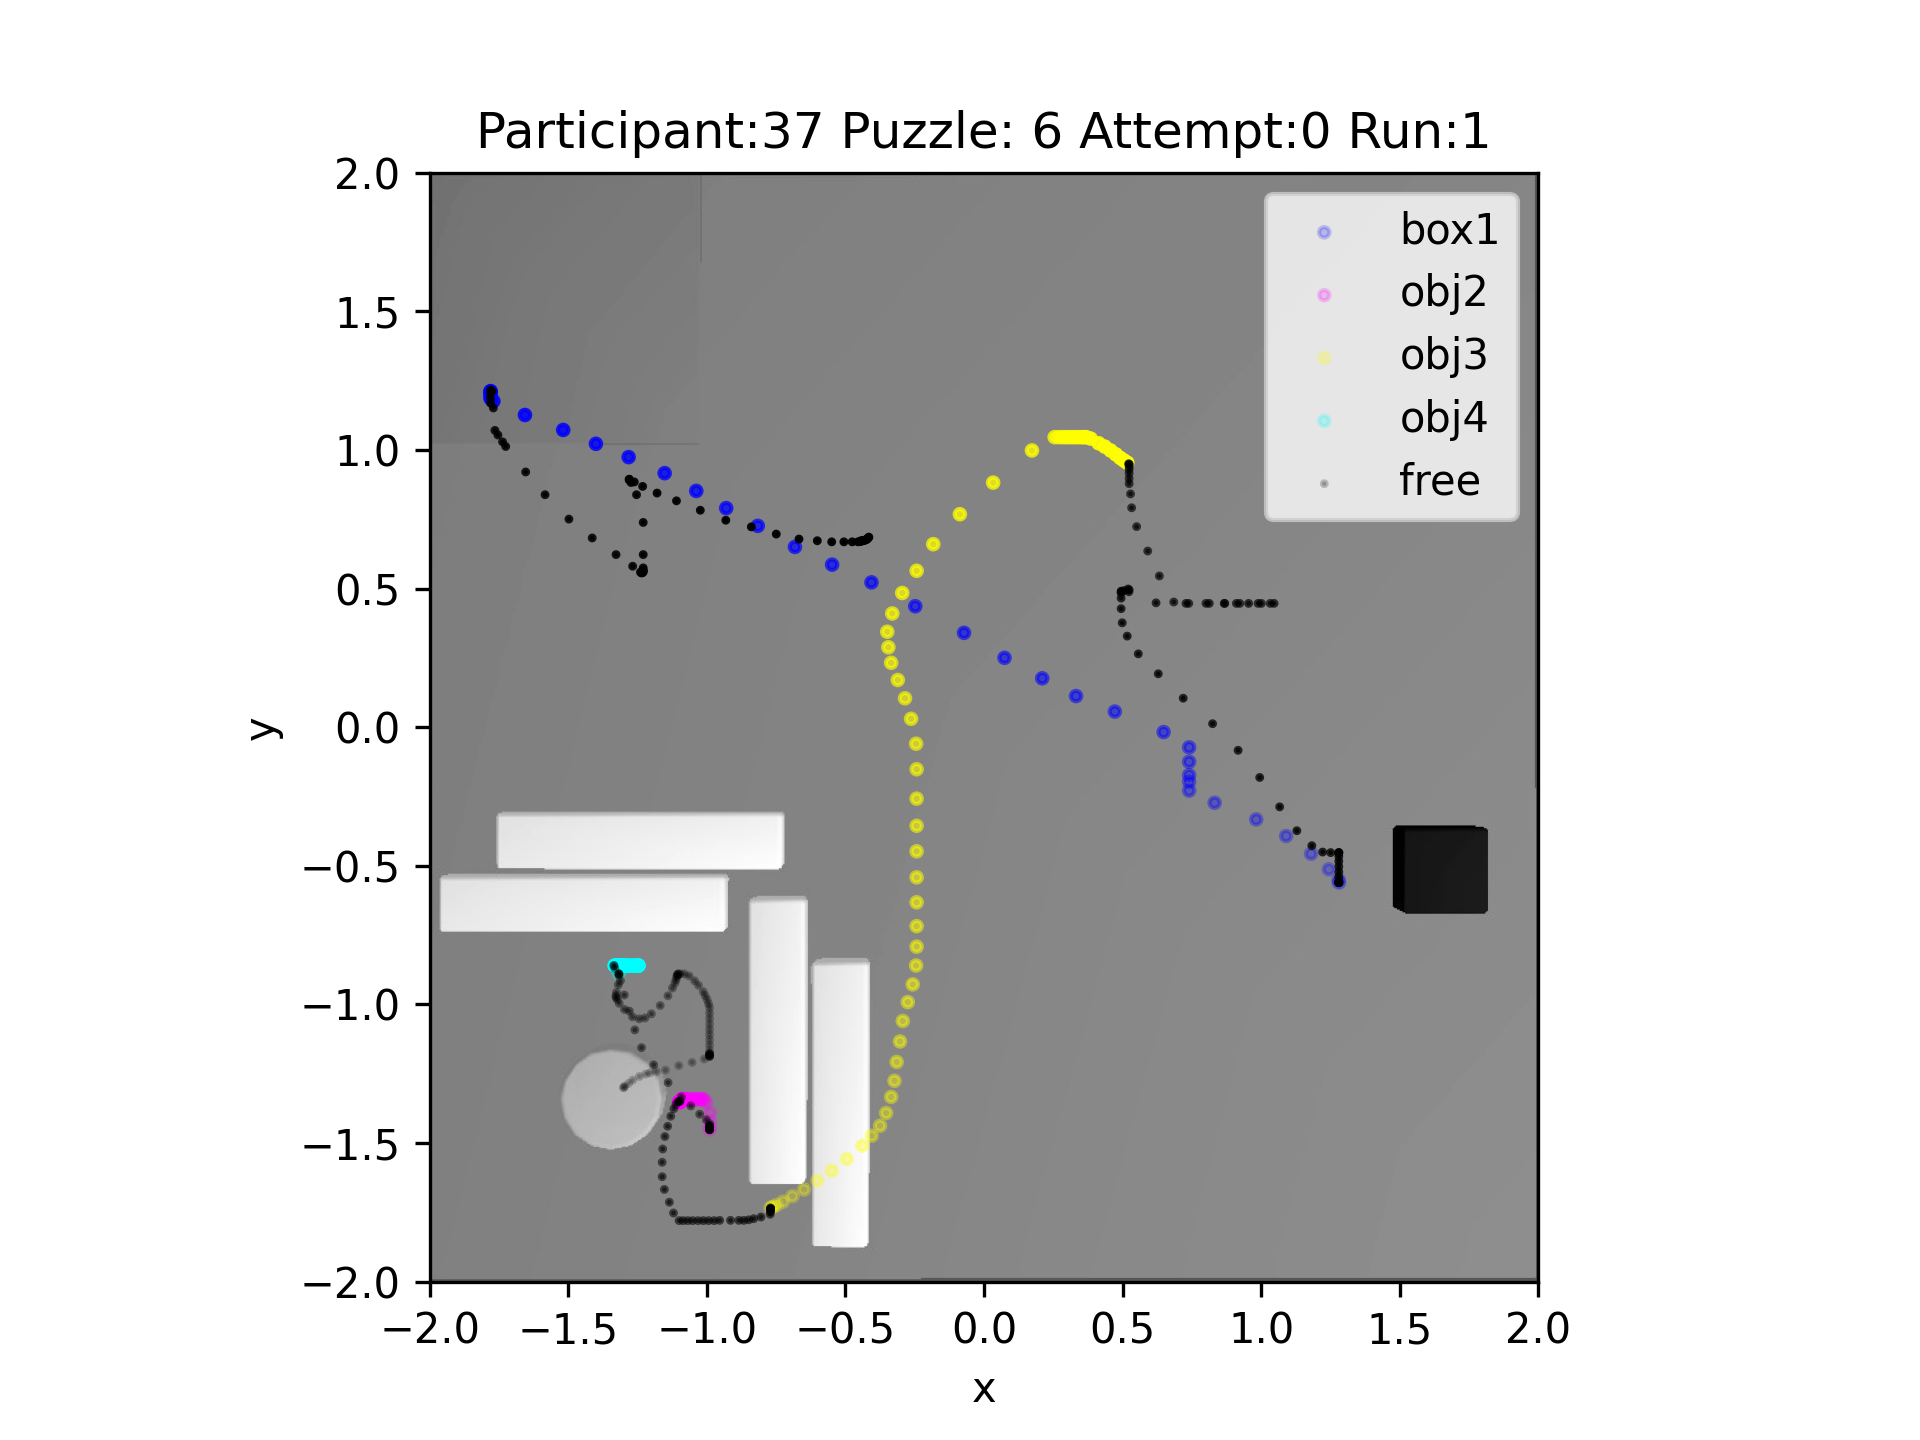 Participant:37 Puzzle: 6 Attempt:0 Run:1
2.0
1.5
1.0
0.5
0.0
−0.5
−1.0
−1.5
−2.0
y
box1
obj2
obj3
obj4
free
−2.0 −1.5 −1.0 −0.5 0.0 0.5 1.0 1.5 2.0
x